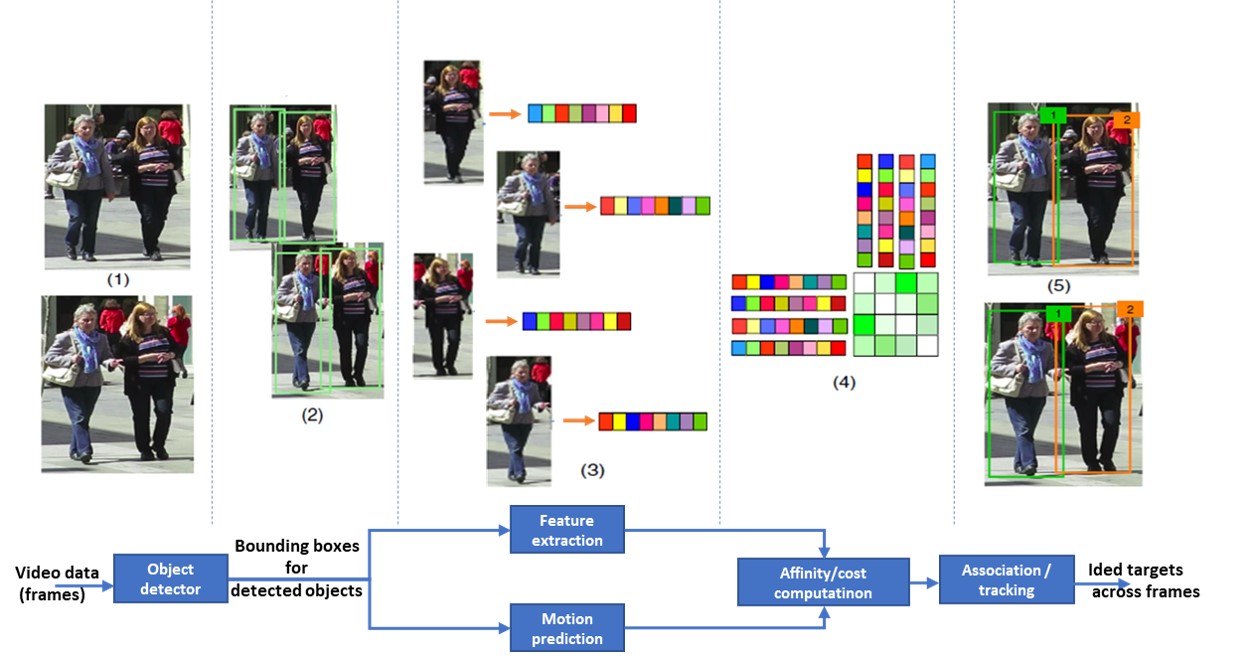 (1)
(2)
(3)
(4)
1
2
(5)
1
2
Video data
(frames)
Object
detector
Bounding boxes
for
detected objects
Feature
extraction
Motion
prediction
Affinity/cost
computatinon
Association /
tracking
Ided targets
across frames